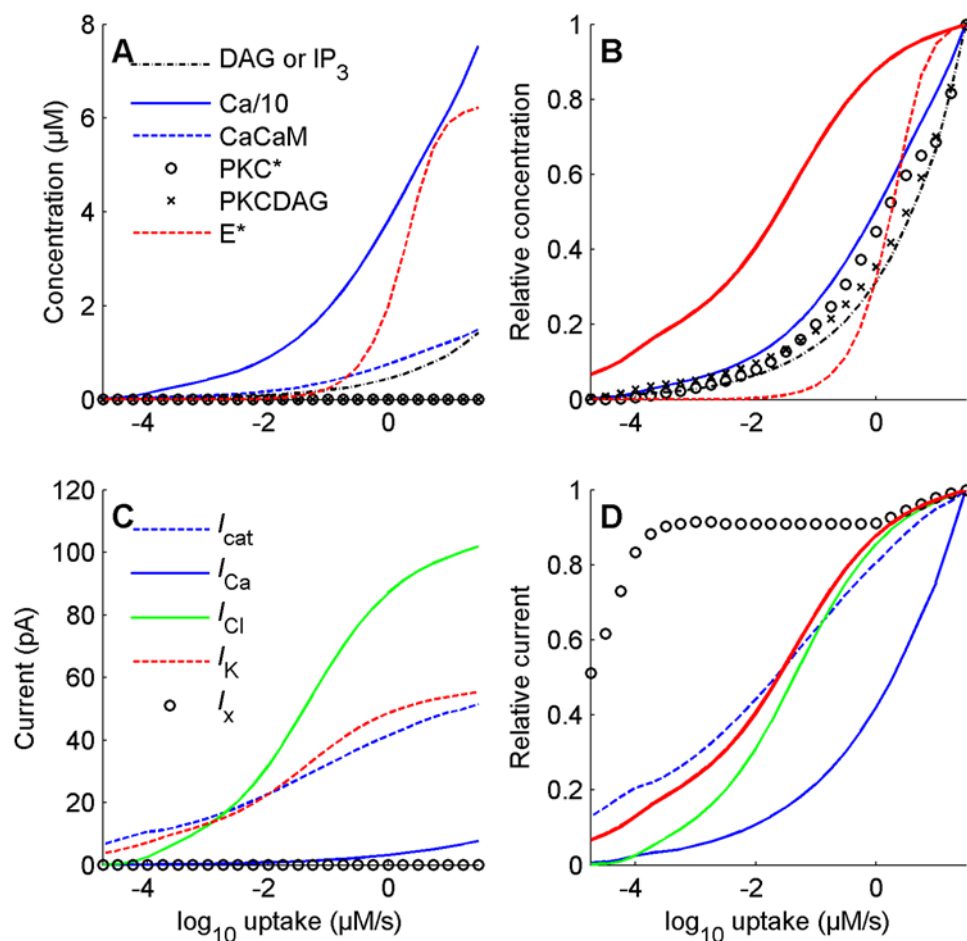 A
Concentration (µM)
8
6
4
2
0
-4
-2
0
DAG or IP3
Ca/10
CaCaM
PKC*
PKCDAG
E*
B
Relative concentration
1
0.8
0.6
0.4
0.2
0
-4
-2
0
C
Current (pA)
120
100
80
60
40
20
0
-4
-2
0
log10 uptake (µM/s)
Icat
ICa
ICl
IK
Ix
D
Relative current
1
0.8
0.6
0.4
0.2
0
-4
-2
0
log10 uptake (µM/s)